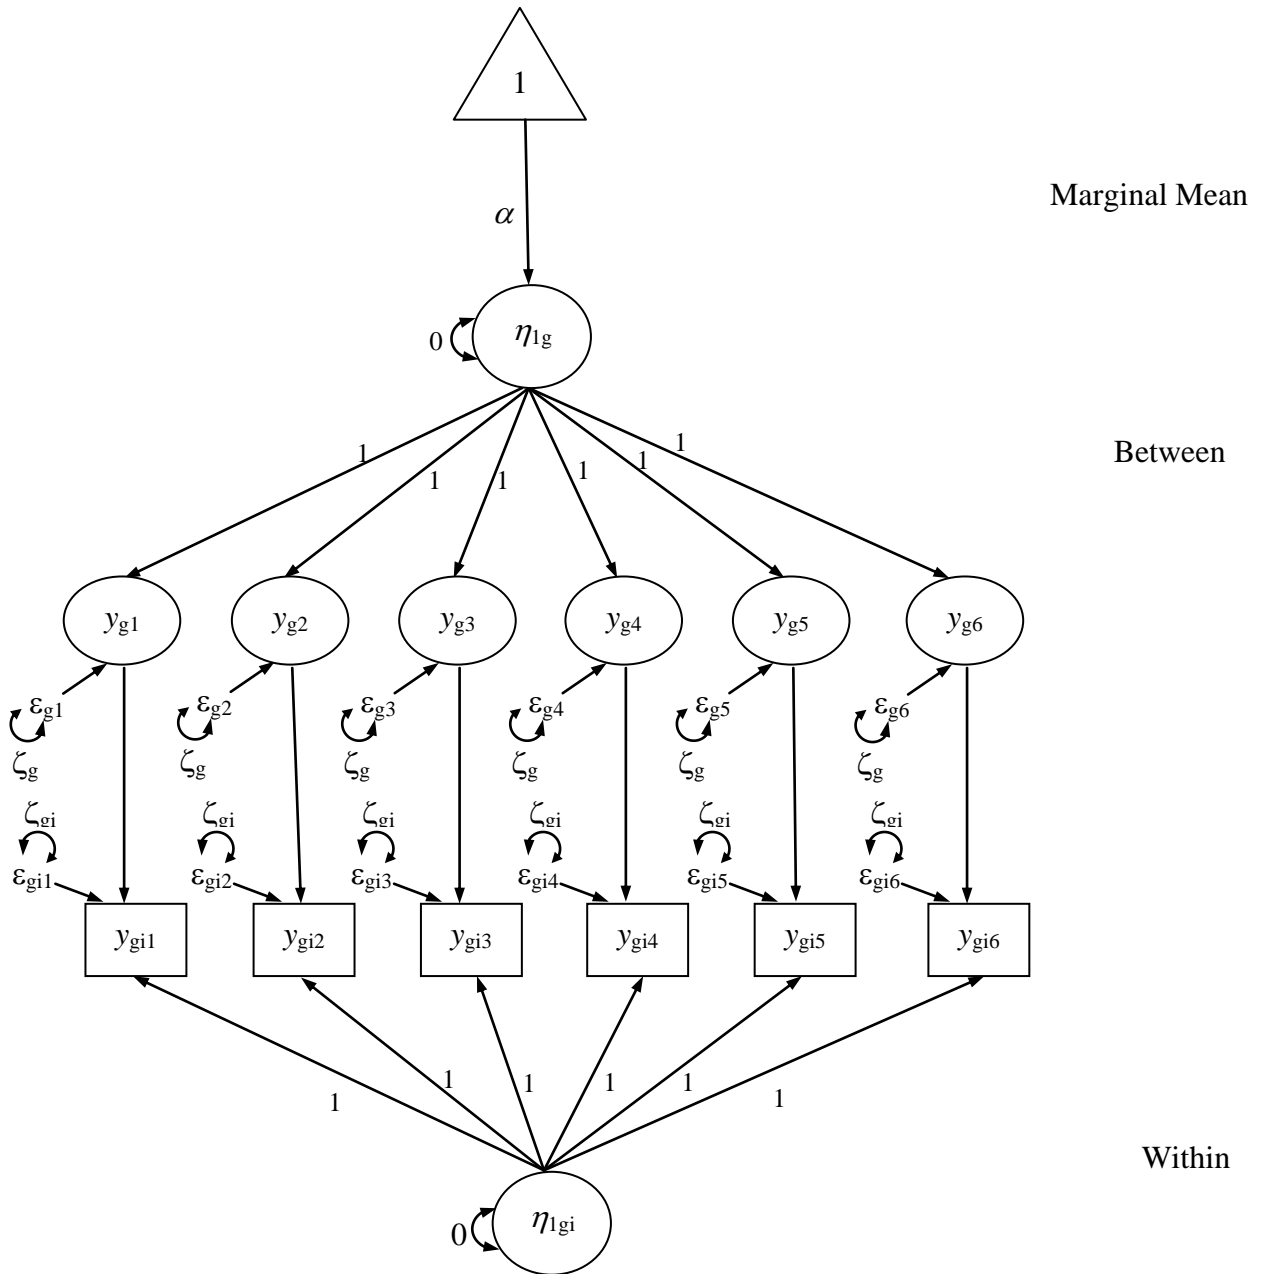 1
Marginal Mean
α
0 η1g
1 1 1 1 1 1
Between
yg1 yg2 yg3 yg4 yg5 yg6
εg1 εg2 εg3 εg4 εg5 εg6
ζg ζg ζg ζg ζg ζg
ζgi ζgi ζgi ζgi ζgi ζgi
εgi1 εgi2 εgi3 εgi4 εgi5 εgi6
ygi1 ygi2 ygi3 ygi4 ygi5 ygi6
1 1 1 1 1 1
Within
0 η1gi